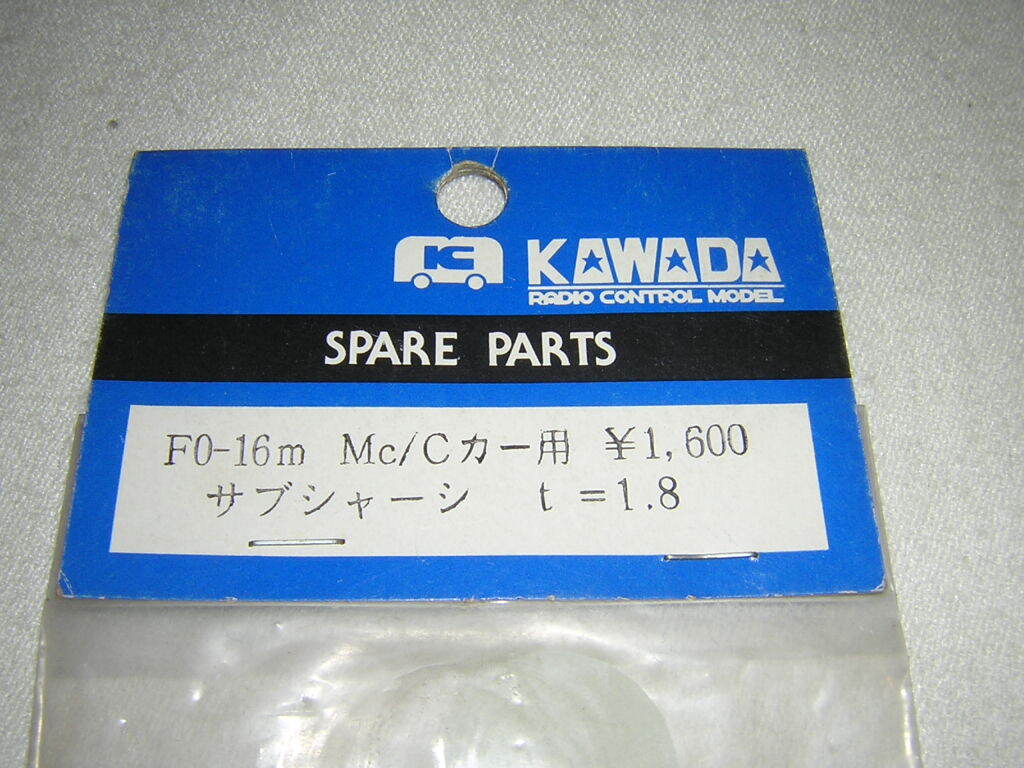 KAWADA
RADIO CONTROL MODEL
SPARE PARTS
FO-16m Mc/Cカー用 ¥1,600
サブシャーシ t=1.8